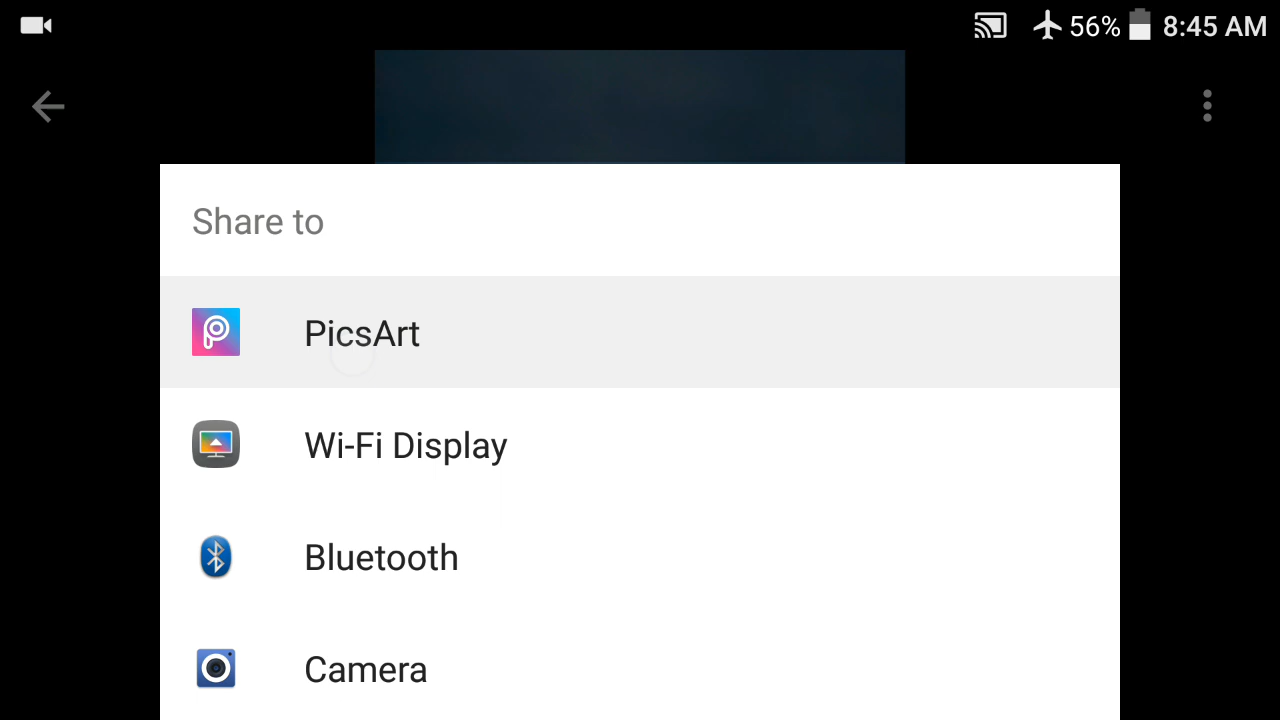 56% 8:45 AM
Share to
PicsArt
Wi-Fi Display
Bluetooth
Camera